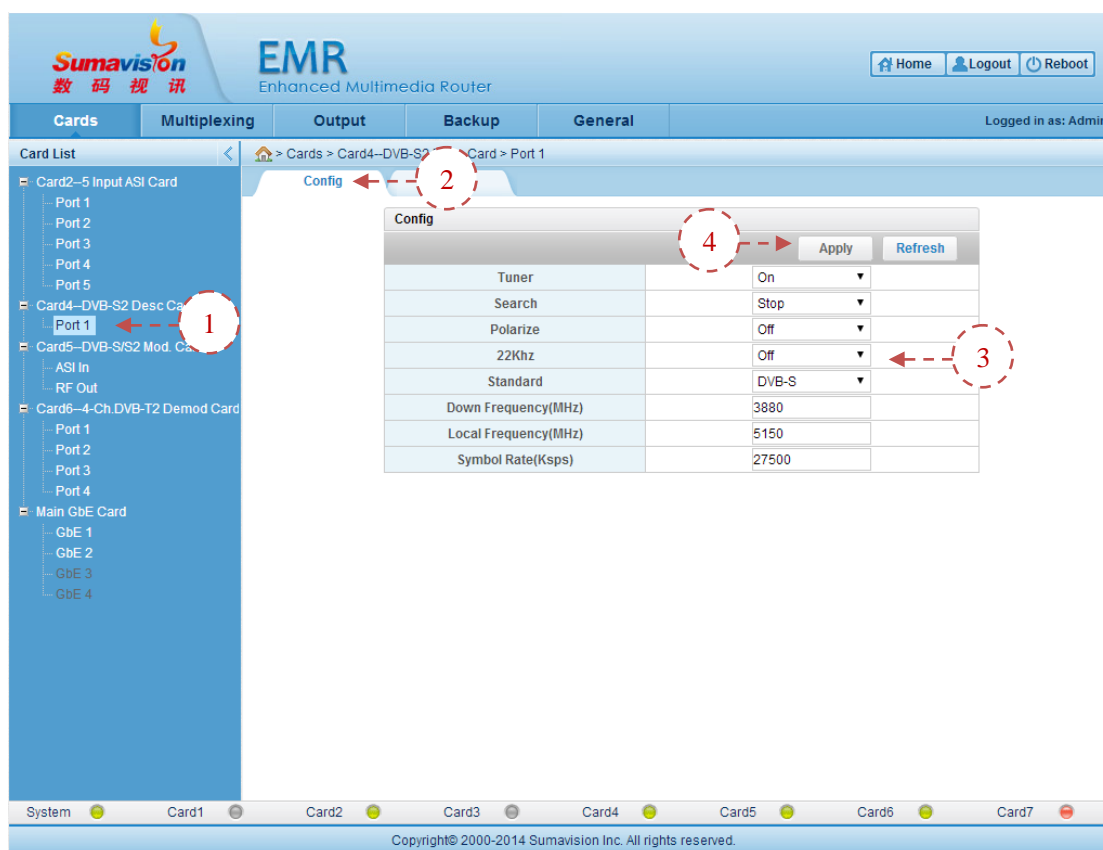 Sumavision
数码视讯
EMR
Enhanced Multimedia Router
Home Logout Reboot
Cards Multiplexing Output Backup General Logged in as: Admin
Card List
> Cards > Card4--DVB-S2 Card > Port 1
Config
2
Card2--5 Input ASI Card
Port 1
Port 2
Port 3
Port 4
Port 5
Card4--DVB-S2 Desc
Port 1
1
Card5--DVB-S/S2 Mod.
ASI In
RF Out
Card6--4-Ch.DVB-T2 Demod Card
Port 1
Port 2
Port 3
Port 4
Main GbE Card
GbE 1
GbE 2
GbE 3
GbE 4
Config
4
Apply Refresh
Tuner On
Search Stop
Polarize Off
22Khz Off
3
Standard DVB-S
Down Frequency(MHz) 3880
Local Frequency(MHz) 5150
Symbol Rate(Ksps) 27500
System Card1 Card2 Card3 Card4 Card5 Card6 Card7
Copyright© 2000-2014 Sumavision Inc. All rights reserved.